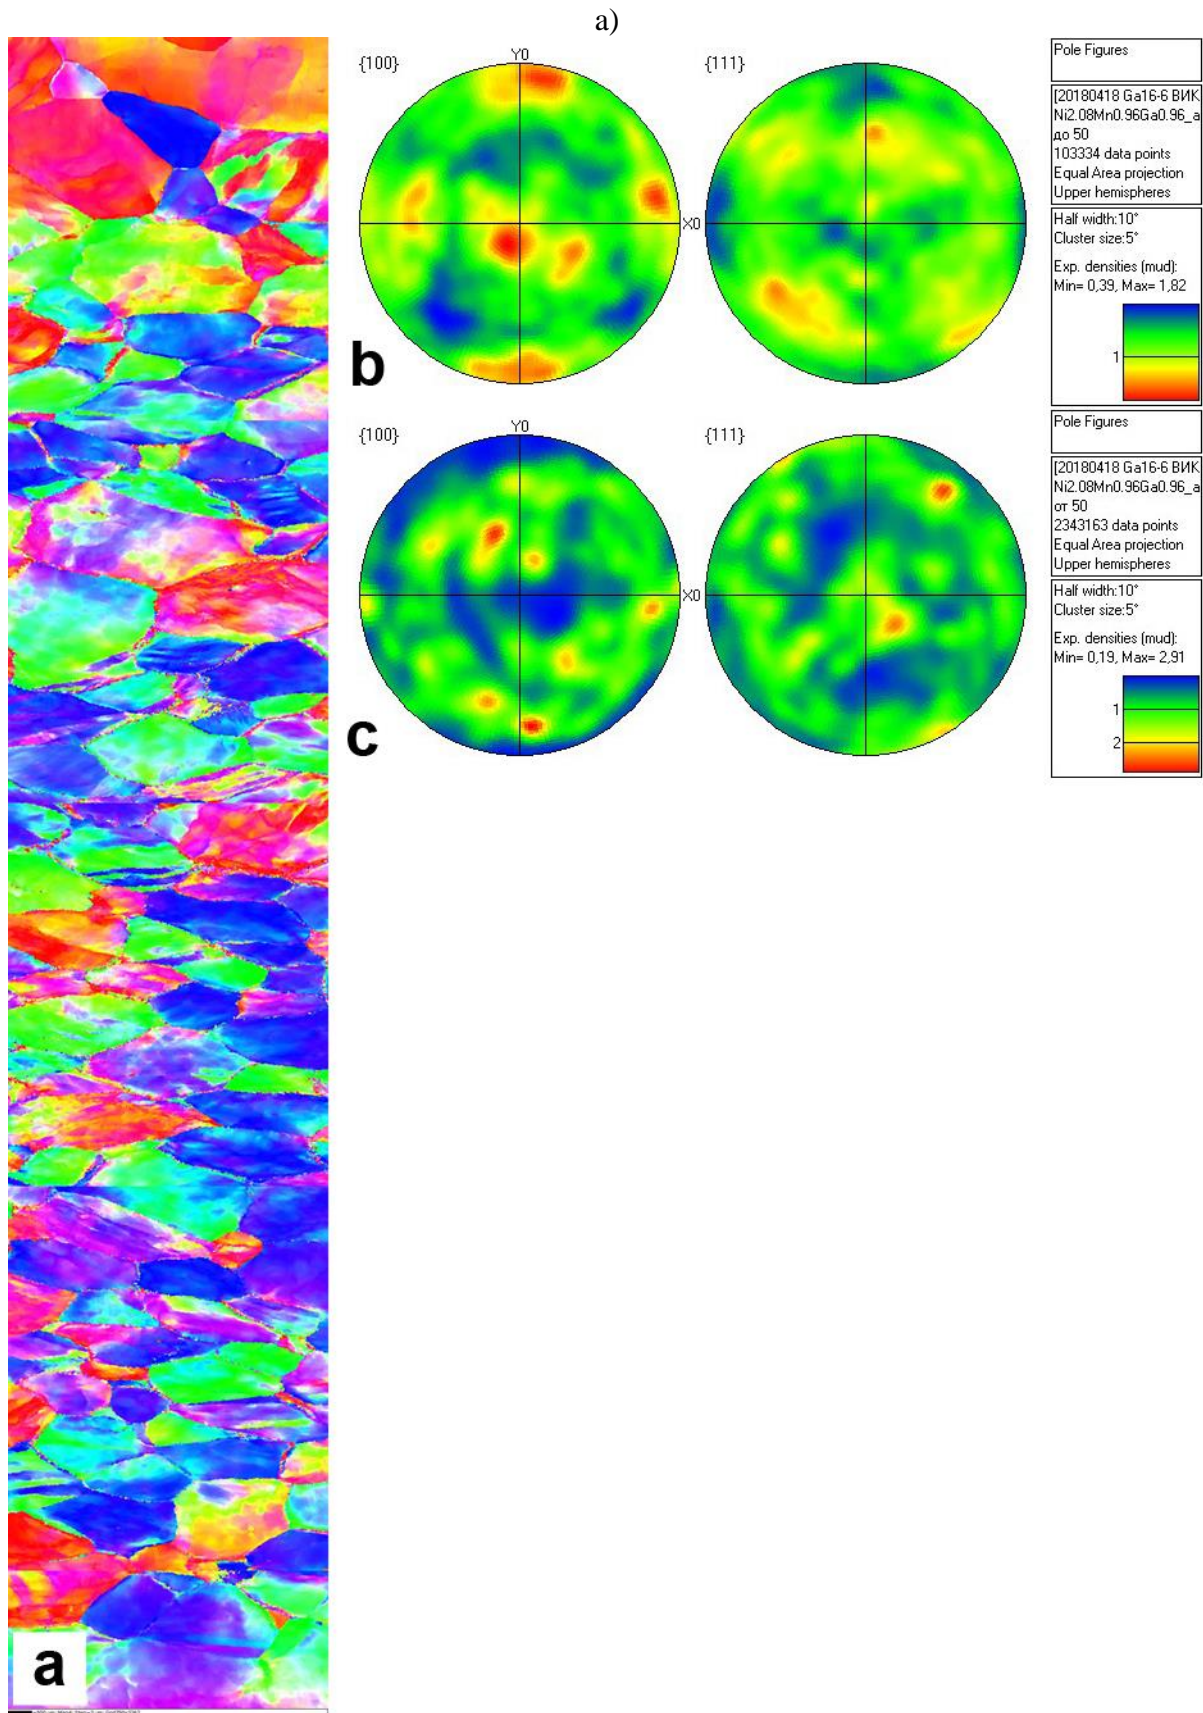 a)
{100}
Y0
{111}
X0
b
Pole Figures
[20180418 Ga16-6 ВИК
Ni2.08Mn0.96Ga0.96_a
до 50
103334 data points
Equal Area projection
Upper hemispheres
Half width:10°
Cluster size:5°
Exp. densities (mud):
Min= 0,39, Max= 1,82
1
{100}
Y0
{111}
X0
c
Pole Figures
[20180418 Ga16-6 ВИК
Ni2.08Mn0.96Ga0.96_a
от 50
2343163 data points
Equal Area projection
Upper hemispheres
Half width:10°
Cluster size:5°
Exp. densities (mud):
Min= 0,19, Max= 2,91
1
2
a